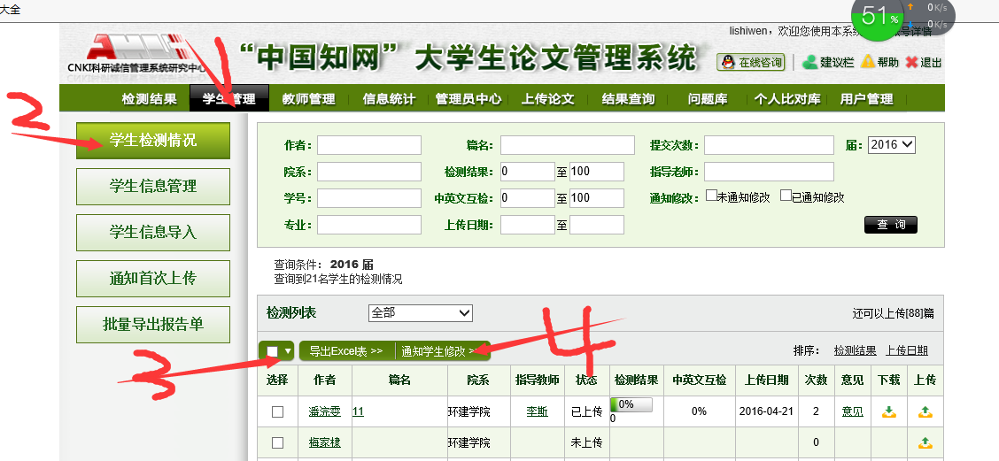 大全
51%
0K/s
0K/s
CNKI科研诚信管理系统研究中心
“中国知网”大学生论文管理系统
lishiwen，欢迎您使用本系统 账号详情
在线咨询 建议栏 帮助 退出
检测结果 学生管理 教师管理 信息统计 管理员中心 上传论文 结果查询 问题库 个人比对库 用户管理
1
2
学生检测情况
学生信息管理
学生信息导入
通知首次上传
批量导出报告单
作者： 篇名： 提交次数： 届： 2016
院系： 检测结果： 0 至 100 指导老师：
学号： 中英文互检： 0 至 100 通知修改： 未通知修改 已通知修改
专业： 上传日期： 至
查 询
查询条件： 2016 届
查询到21名学生的检测情况
检测列表 全部 还可以上传[88]篇
3
4
导出Excel表 >> 通知学生修改 >>
排序： 检测结果 上传日期
选择 作者 篇名 院系 指导教师 状态 检测结果 中英文互检 上传日期 次数 意见 下载 上传
潘浣雯 11 环建学院 李斯 已上传 0% 0 0% 2016-04-21 2 意见
梅家棣 环建学院 未上传 0